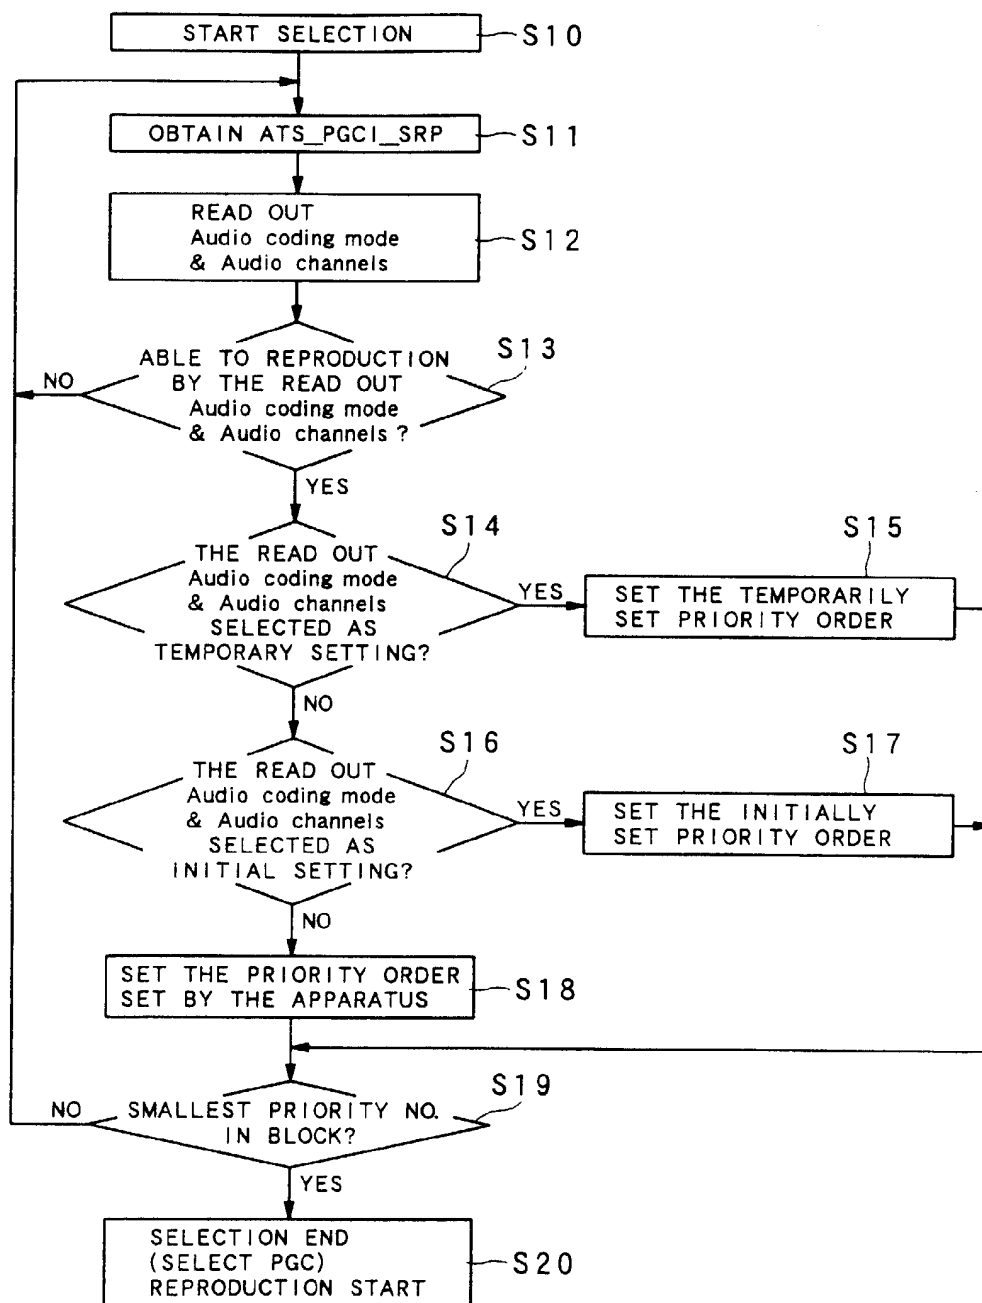 START SELECTION
S10
OBTAIN ATS_PGCI_SRP
S11
READ OUT
Audio coding mode
& Audio channels
S12
ABLE TO REPRODUCTION
BY THE READ OUT
Audio coding mode
& Audio channels ?
S13
NO
YES
THE READ OUT
Audio coding mode
& Audio channels
SELECTED AS
TEMPORARY SETTING?
S14
YES
SET THE TEMPORARILY
SET PRIORITY ORDER
S15
NO
THE READ OUT
Audio coding mode
& Audio channels
SELECTED AS
INITIAL SETTING?
S16
YES
SET THE INITIALLY
SET PRIORITY ORDER
S17
NO
SET THE PRIORITY ORDER
SET BY THE APPARATUS
S18
SMALLEST PRIORITY NO.
IN BLOCK?
S19
NO
YES
SELECTION END
(SELECT PGC)
REPRODUCTION START
S20